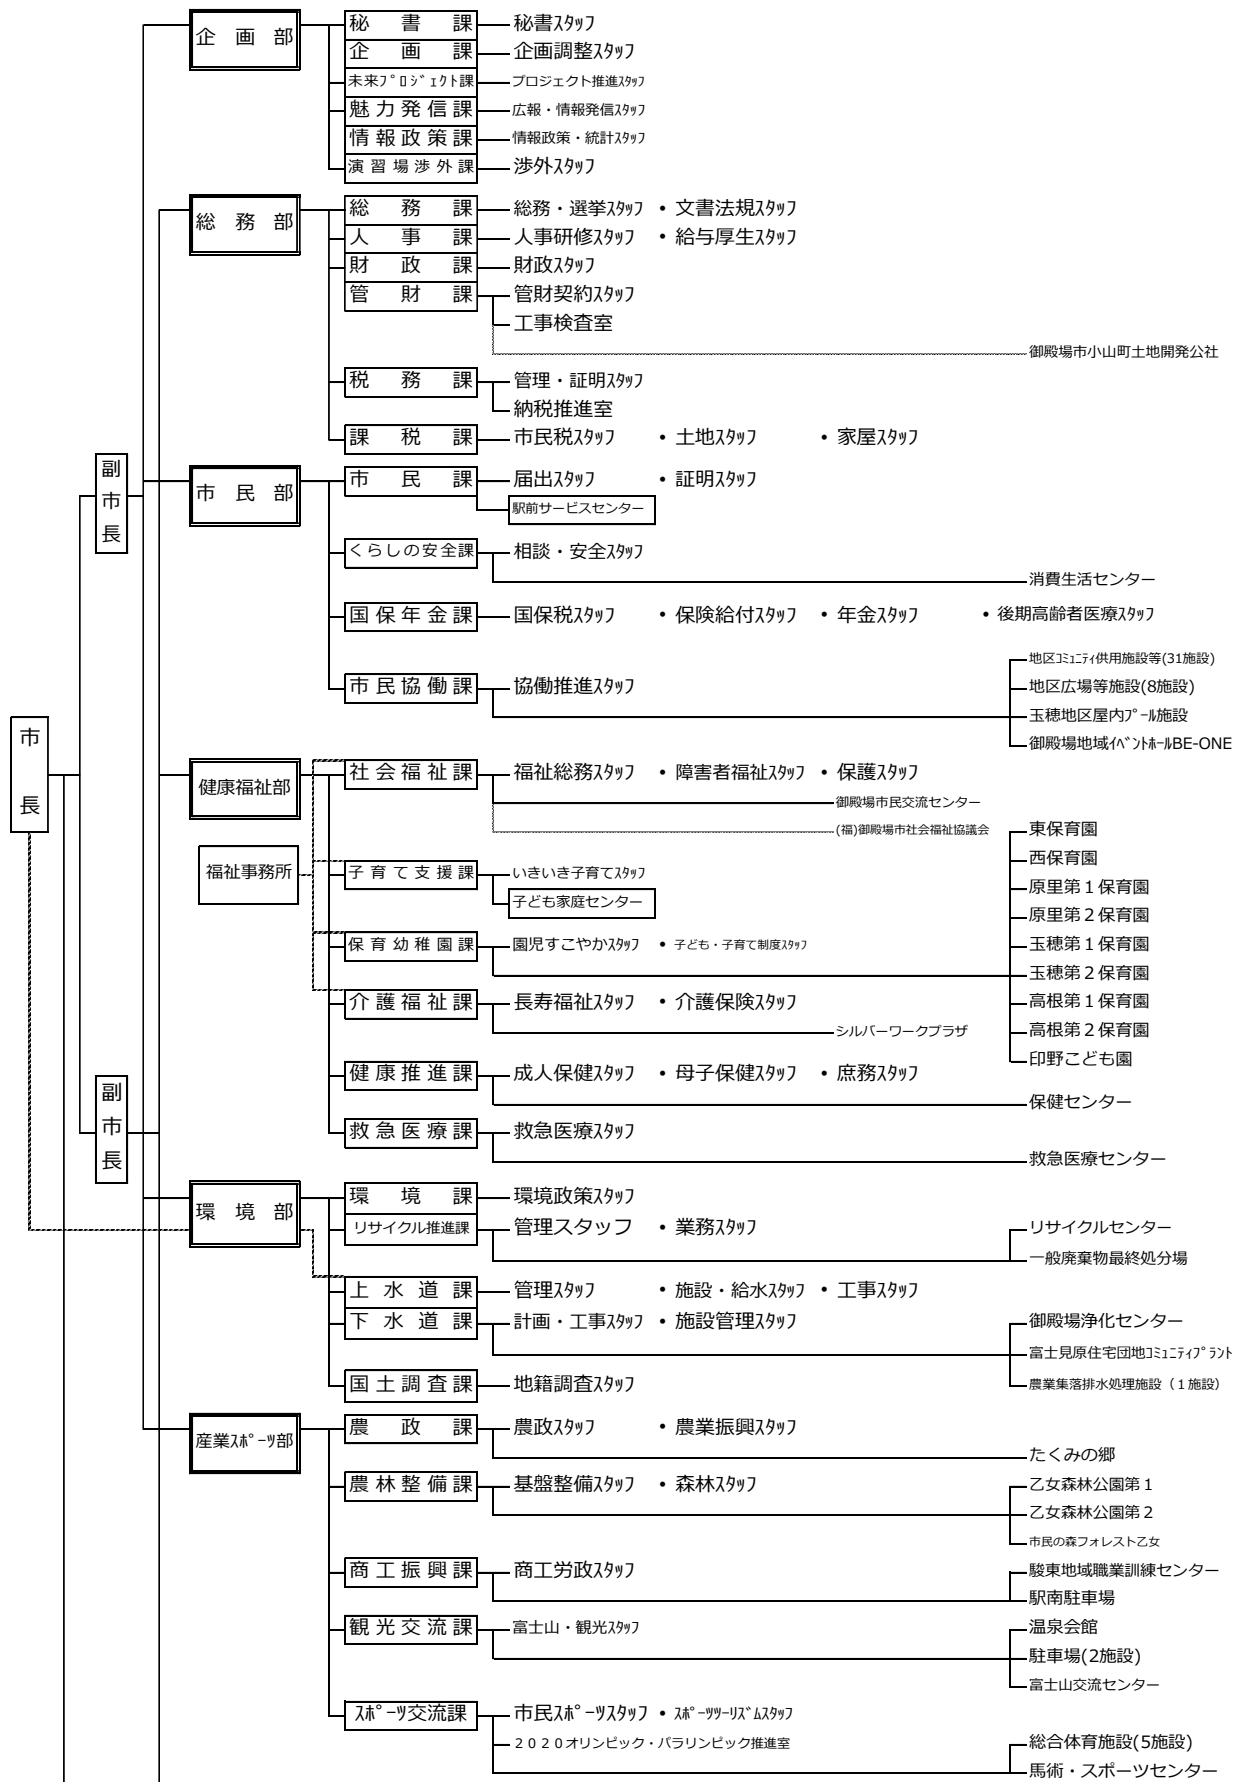 企画部
秘書課 秘書ｽﾀｯﾌ
企画課 企画調整ｽﾀｯﾌ
未来ﾌﾟﾛｼﾞｪｸﾄ課 プロジェクト推進ｽﾀｯﾌ
魅力発信課 広報・情報発信ｽﾀｯﾌ
情報政策課 情報政策・統計ｽﾀｯﾌ
演習場渉外課 渉外ｽﾀｯﾌ
総務部
総務課 総務・選挙ｽﾀｯﾌ ・文書法規ｽﾀｯﾌ
人事課 人事研修ｽﾀｯﾌ ・給与厚生ｽﾀｯﾌ
財政課 財政ｽﾀｯﾌ
管財課 管財契約ｽﾀｯﾌ
工事検査室
御殿場市小山町土地開発公社
税務課 管理・証明ｽﾀｯﾌ
納税推進室
課税課 市民税ｽﾀｯﾌ ・土地ｽﾀｯﾌ ・家屋ｽﾀｯﾌ
副市長
市民部
市民課 届出ｽﾀｯﾌ ・証明ｽﾀｯﾌ
駅前サービスセンター
くらしの安全課 相談・安全ｽﾀｯﾌ
消費生活センター
国保年金課 国保税ｽﾀｯﾌ ・保険給付ｽﾀｯﾌ ・年金ｽﾀｯﾌ ・後期高齢者医療ｽﾀｯﾌ
地区ｺﾐｭﾆﾃｨ供用施設等(31施設)
市民協働課 協働推進ｽﾀｯﾌ 地区広場等施設(8施設)
玉穂地区屋内ﾌﾟｰﾙ施設
御殿場地域ｲﾍﾞﾝﾄﾎｰﾙBE-ONE
市長
健康福祉部
社会福祉課 福祉総務ｽﾀｯﾌ ・障害者福祉ｽﾀｯﾌ ・保護ｽﾀｯﾌ
御殿場市民交流センター
(福)御殿場市社会福祉協議会
福祉事務所
子育て支援課 いきいき子育てｽﾀｯﾌ
子ども家庭センター
保育幼稚園課 園児すこやかｽﾀｯﾌ ・子ども・子育て制度ｽﾀｯﾌ
東保育園
西保育園
原里第１保育園
原里第２保育園
玉穂第１保育園
玉穂第２保育園
高根第１保育園
高根第２保育園
印野こども園
介護福祉課 長寿福祉ｽﾀｯﾌ ・介護保険ｽﾀｯﾌ
シルバーワークプラザ
健康推進課 成人保健ｽﾀｯﾌ ・母子保健ｽﾀｯﾌ ・庶務ｽﾀｯﾌ
保健センター
副市長
救急医療課 救急医療ｽﾀｯﾌ
救急医療センター
環境部
環境課 環境政策ｽﾀｯﾌ
リサイクル推進課 管理スタッフ ・業務ｽﾀｯﾌ リサイクルセンター
一般廃棄物最終処分場
上水道課 管理ｽﾀｯﾌ ・施設・給水ｽﾀｯﾌ ・工事ｽﾀｯﾌ
下水道課 計画・工事ｽﾀｯﾌ ・施設管理ｽﾀｯﾌ 御殿場浄化センター
富士見原住宅団地ｺﾐｭﾆﾃｨﾌﾟﾗﾝﾄ
農業集落排水処理施設（１施設）
国土調査課 地籍調査ｽﾀｯﾌ
産業ｽﾎﾟｰﾂ部
農政課 農政ｽﾀｯﾌ ・農業振興ｽﾀｯﾌ
たくみの郷
農林整備課 基盤整備ｽﾀｯﾌ ・森林ｽﾀｯﾌ 乙女森林公園第１
乙女森林公園第２
市民の森フォレスト乙女
商工振興課 商工労政ｽﾀｯﾌ 駿東地域職業訓練センター
駅南駐車場
観光交流課 富士山・観光ｽﾀｯﾌ 温泉会館
駐車場(2施設)
富士山交流センター
ｽﾎﾟｰﾂ交流課 市民ｽﾎﾟｰﾂｽﾀｯﾌ ・ｽﾎﾟｰﾂﾂｰﾘｽﾞﾑｽﾀｯﾌ
２０２０オリンピック・パラリンピック推進室 総合体育施設(5施設)
馬術・スポーツセンター